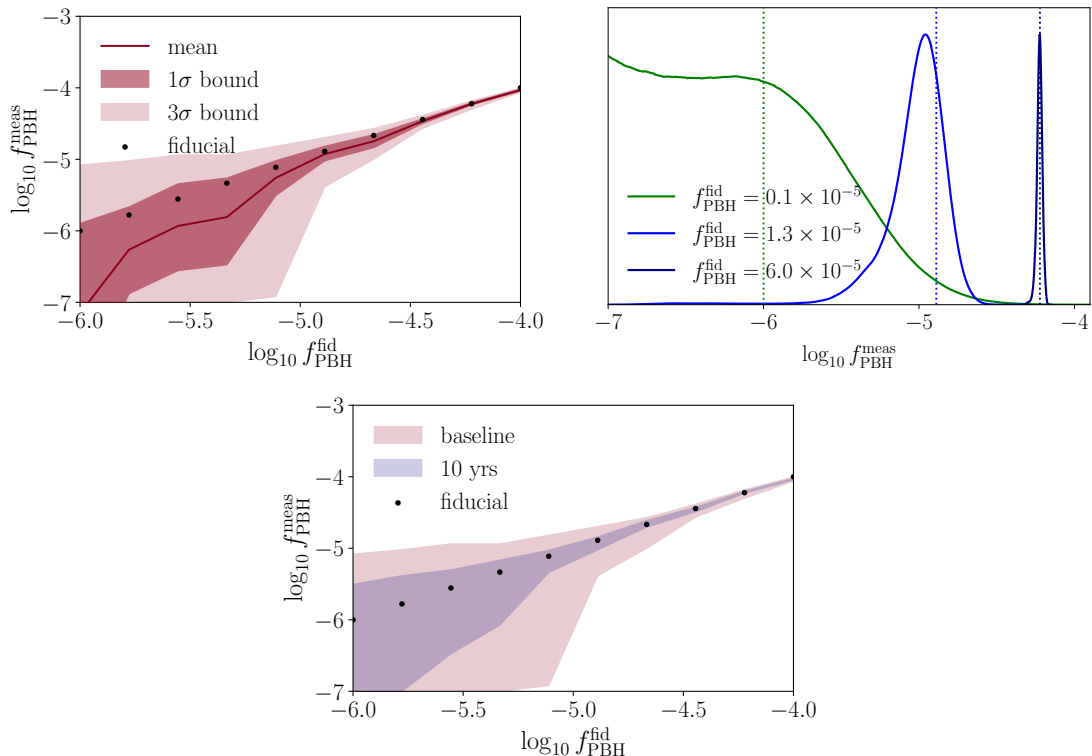 −3
−4
−5
−6
−7
log₁₀ f_PBH^meas
mean
1σ bound
3σ bound
fiducial
−6.0 −5.5 −5.0 −4.5 −4.0
log₁₀ f_PBH^fid
f_PBH^fid = 0.1 × 10⁻⁵
f_PBH^fid = 1.3 × 10⁻⁵
f_PBH^fid = 6.0 × 10⁻⁵
−7 −6 −5 −4
log₁₀ f_PBH^meas
−3
−4
−5
−6
−7
log₁₀ f_PBH^meas
baseline
10 yrs
fiducial
−6.0 −5.5 −5.0 −4.5 −4.0
log₁₀ f_PBH^fid